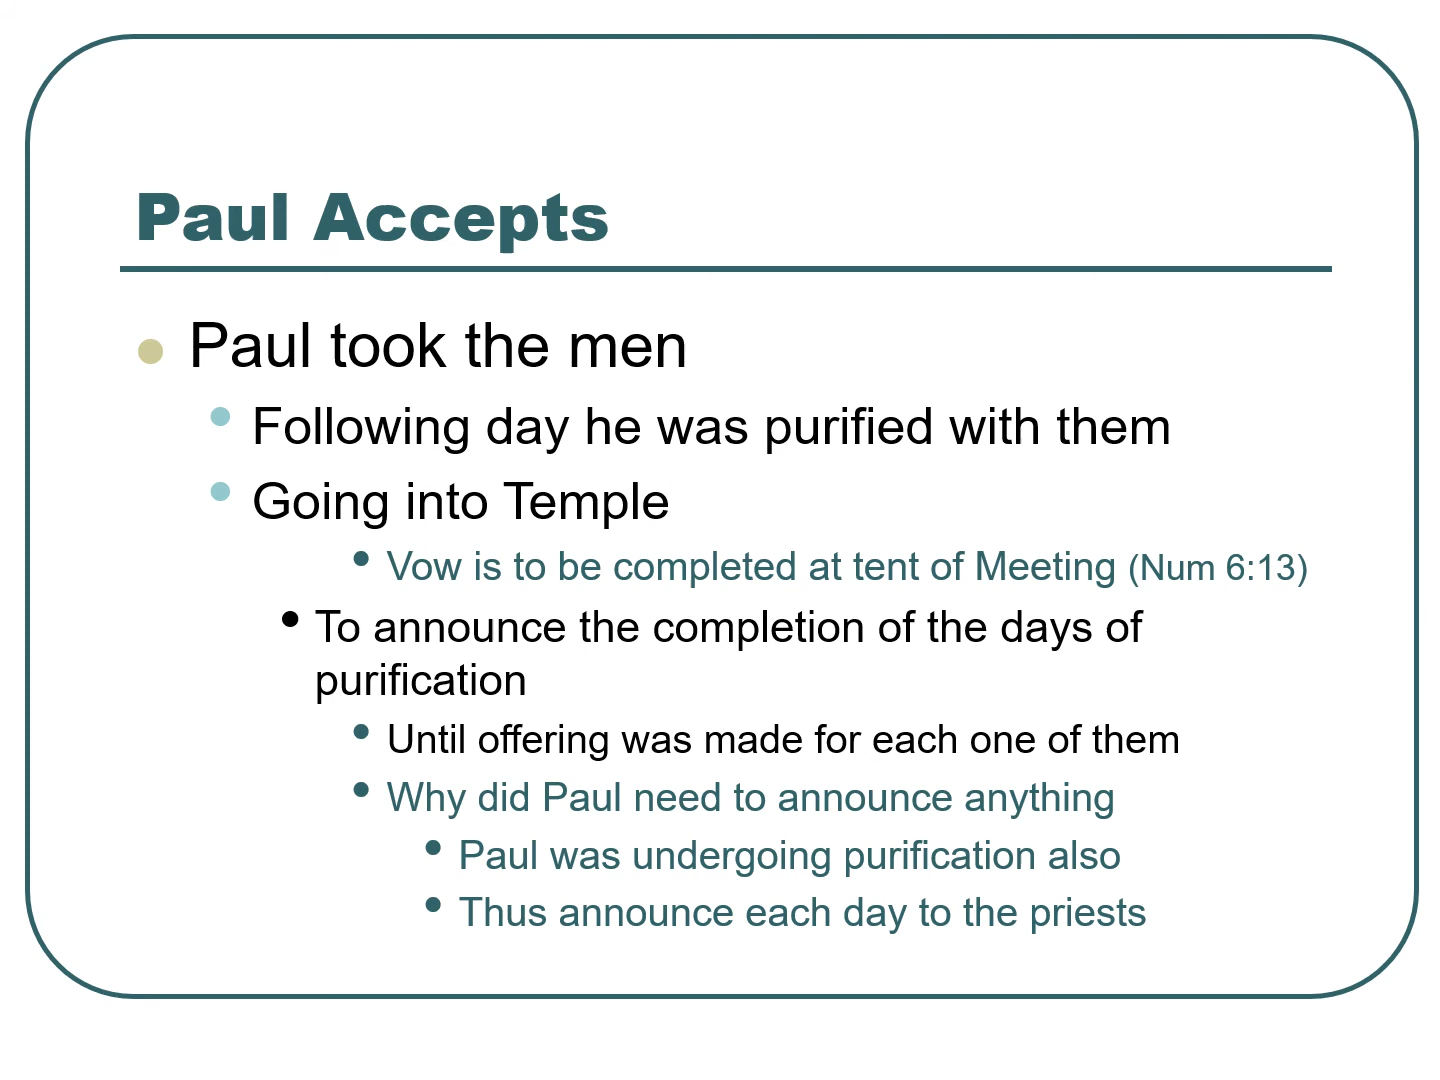 Paul Accepts
Paul took the men
Following day he was purified with them
Going into Temple
Vow is to be completed at tent of Meeting (Num 6:13)
To announce the completion of the days of
purification
Until offering was made for each one of them
Why did Paul need to announce anything
Paul was undergoing purification also
Thus announce each day to the priests